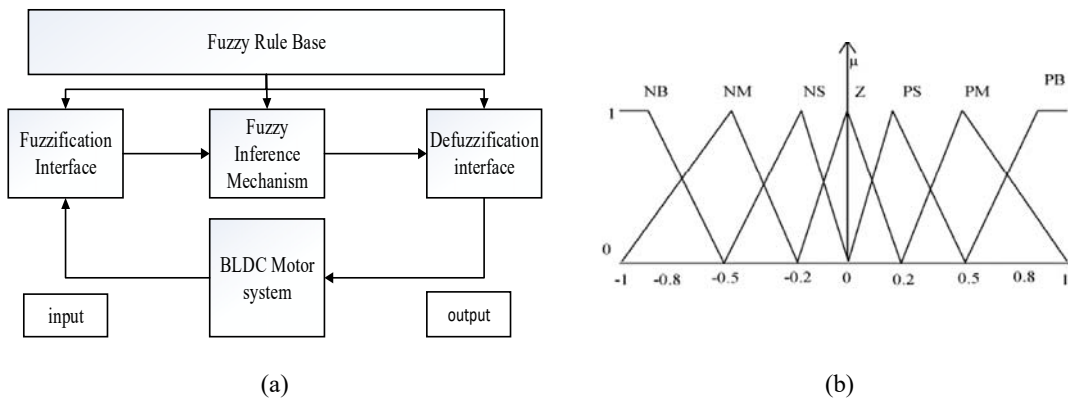 Fuzzy Rule Base
Fuzzification
Interface
Fuzzy
Inference
Mechanism
Defuzzification
interface
BLDC Motor
system
input
output
(a)
μ
NB NM NS Z PS PM PB
1
0
-1 -0.8 -0.5 -0.2 0 0.2 0.5 0.8 1
(b)